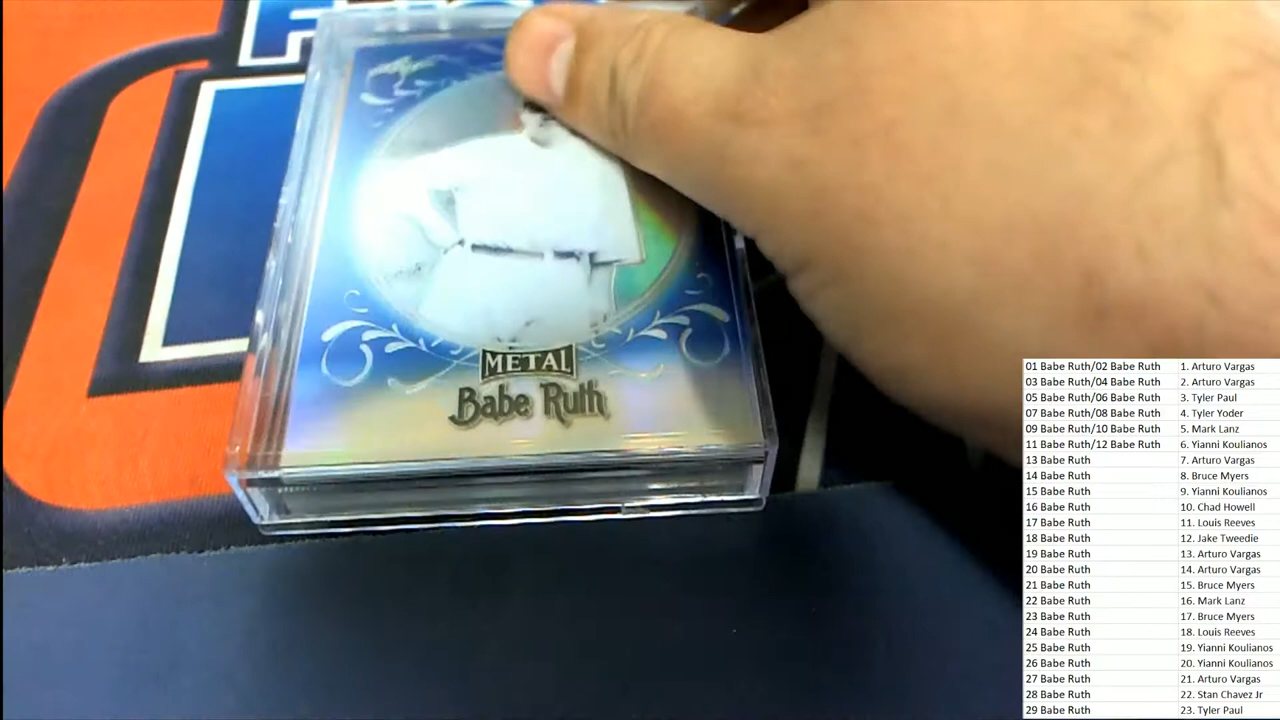 METAL
Babe Ruth
01 Babe Ruth/02 Babe Ruth 1. Arturo Vargas
03 Babe Ruth/04 Babe Ruth 2. Arturo Vargas
05 Babe Ruth/06 Babe Ruth 3. Tyler Paul
07 Babe Ruth/08 Babe Ruth 4. Tyler Yoder
09 Babe Ruth/10 Babe Ruth 5. Mark Lanz
11 Babe Ruth/12 Babe Ruth 6. Yianni Koulianos
13 Babe Ruth 7. Arturo Vargas
14 Babe Ruth 8. Bruce Myers
15 Babe Ruth 9. Yianni Koulianos
16 Babe Ruth 10. Chad Howell
17 Babe Ruth 11. Louis Reeves
18 Babe Ruth 12. Jake Tweedie
19 Babe Ruth 13. Arturo Vargas
20 Babe Ruth 14. Arturo Vargas
21 Babe Ruth 15. Bruce Myers
22 Babe Ruth 16. Mark Lanz
23 Babe Ruth 17. Bruce Myers
24 Babe Ruth 18. Louis Reeves
25 Babe Ruth 19. Yianni Koulianos
26 Babe Ruth 20. Yianni Koulianos
27 Babe Ruth 21. Arturo Vargas
28 Babe Ruth 22. Stan Chavez Jr
29 Babe Ruth 23. Tyler Paul